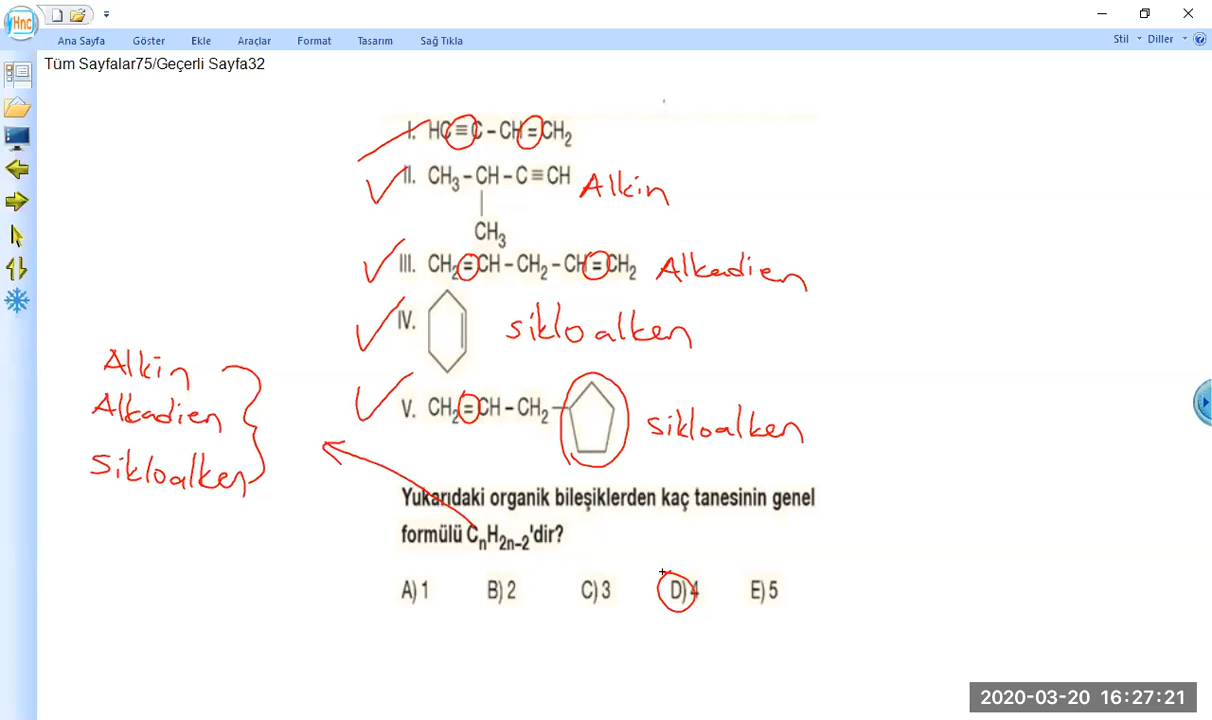 Hnc
Ana Sayfa Göster Ekle Araçlar Format Tasarım Sağ Tıkla Stil Diller
Tüm Sayfalar75/Geçerli Sayfa32
I. HC≡C–CH=CH₂
II. CH₃–CH–C≡CH Alkin
CH₃
III. CH₂=CH–CH₂–CH=CH₂ Alkadien
IV. sikloalken
V. CH₂=CH–CH₂– sikloalken
Alkin
Alkadien
Sikloalken
Yukarıdaki organik bileşiklerden kaç tanesinin genel
formülü CₙH₂ₙ₋₂'dir?
A) 1 B) 2 C) 3 D) 4 E) 5
2020-03-20 16:27:21